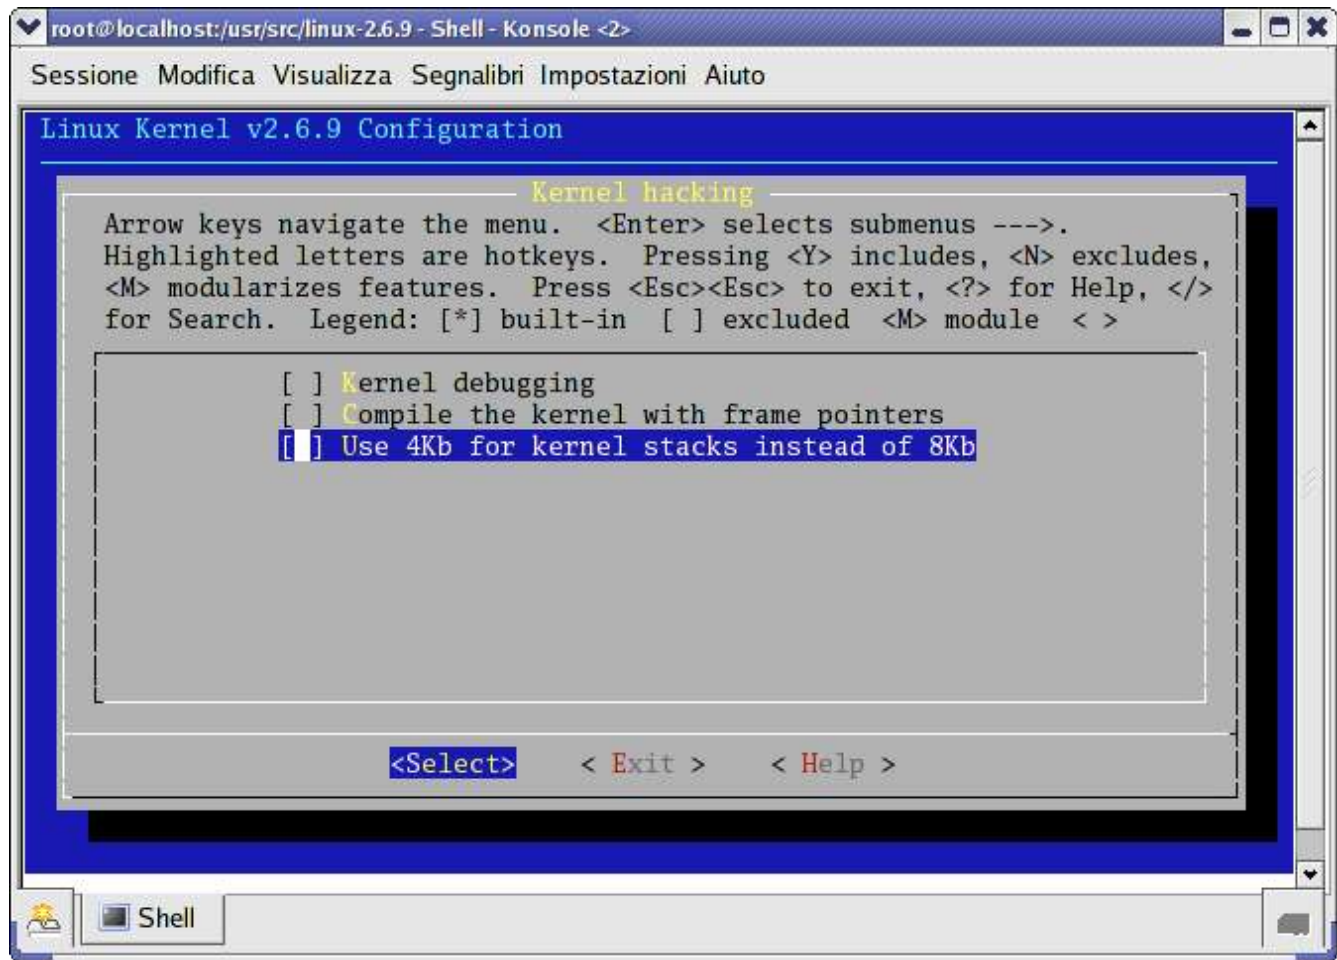 root@localhost:/usr/src/linux-2.6.9 - Shell - Konsole <2>
Sessione Modifica Visualizza Segnalibri Impostazioni Aiuto
Linux Kernel v2.6.9 Configuration
Kernel hacking
Arrow keys navigate the menu. <Enter> selects submenus --->.
Highlighted letters are hotkeys. Pressing <Y> includes, <N> excludes,
<M> modularizes features. Press <Esc><Esc> to exit, <?> for Help, </>
for Search. Legend: [*] built-in [ ] excluded <M> module < >
[ ] Kernel debugging
[ ] Compile the kernel with frame pointers
[ ] Use 4Kb for kernel stacks instead of 8Kb
<Select> < Exit > < Help >
Shell